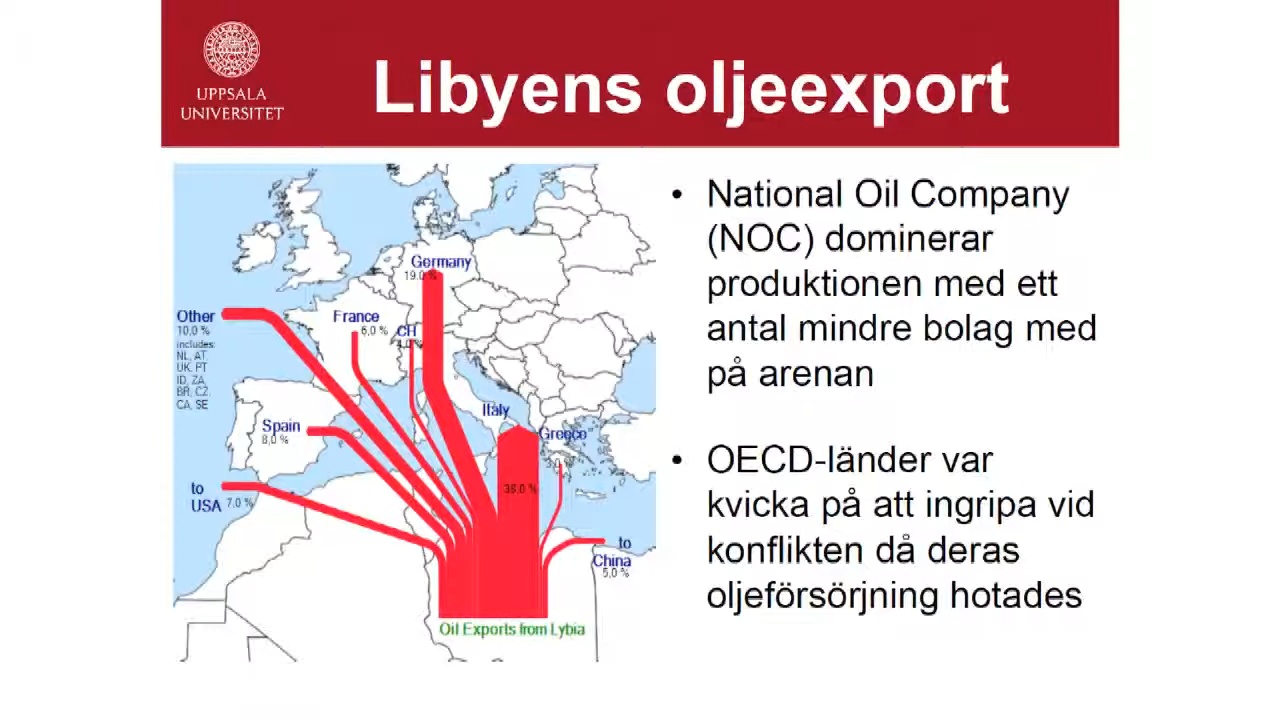 UPPSALA
UNIVERSITET
Libyens oljeexport
Germany
19.0 %
Other
10,0 %
includes:
NL, AT
UK, PT
ID, ZA,
BR, CZ,
CA, SE
France
6,0 %
CH
4,0 %
Italy
Greece
3,0 %
Spain
8,0 %
to
USA 7,0 %
38,0 %
to
China
5,0 %
Oil Exports from Lybia
• National Oil Company
(NOC) dominerar
produktionen med ett
antal mindre bolag med
på arenan
• OECD-länder var
kvicka på att ingripa vid
konflikten då deras
oljeförsörjning hotades